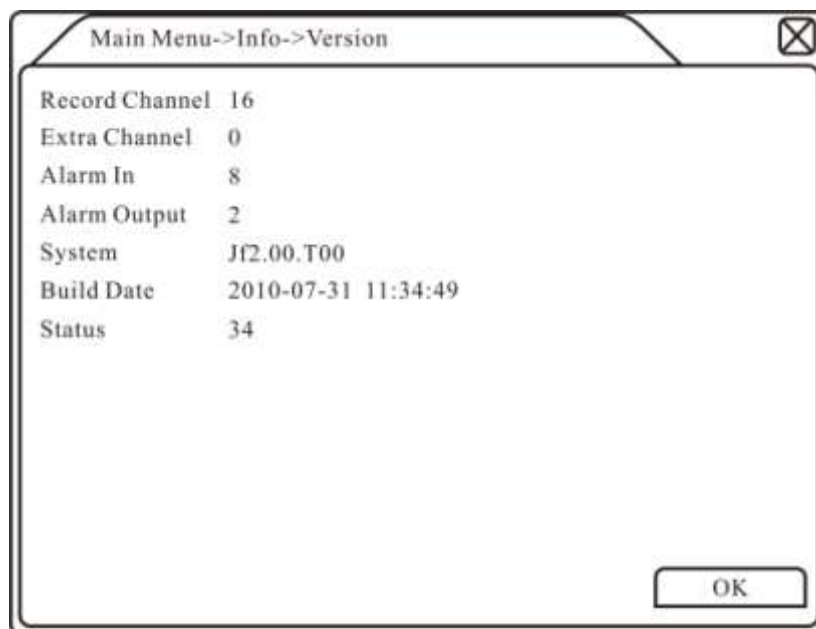 Main Menu->Info->Version
Record Channel 16
Extra Channel 0
Alarm In 8
Alarm Output 2
System Jf2.00.T00
Build Date 2010-07-31 11:34:49
Status 34
OK